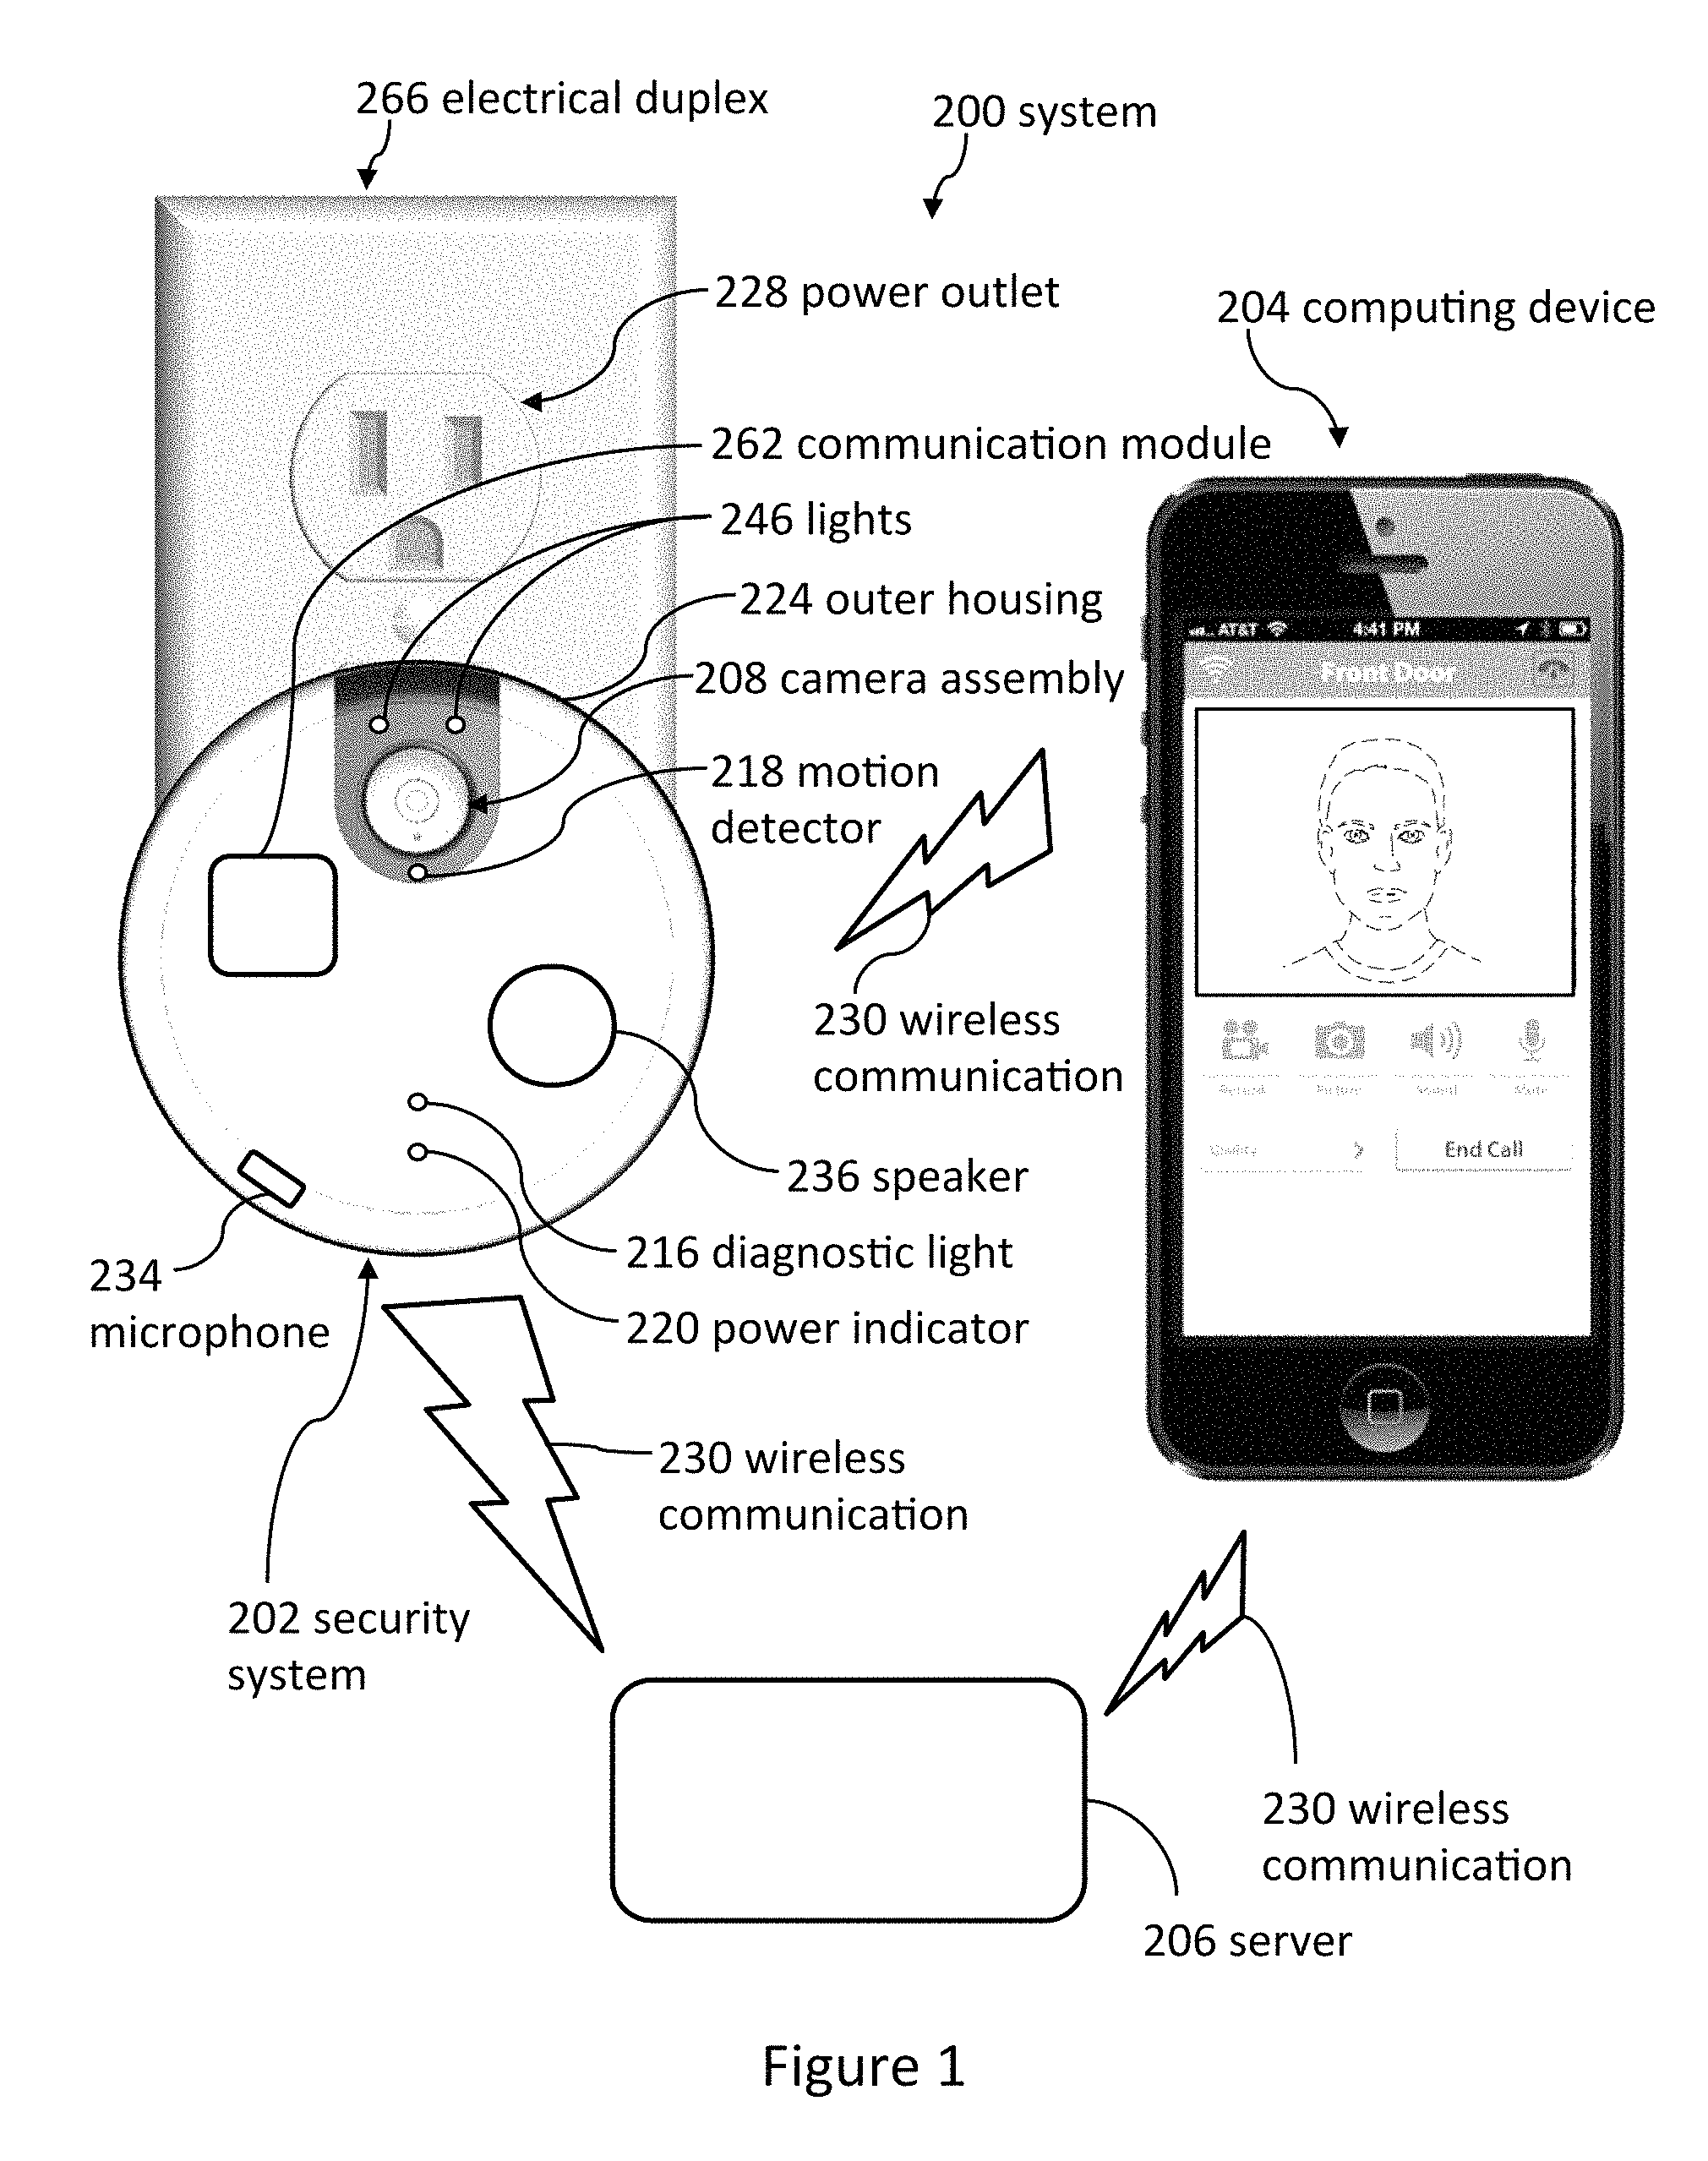 266 electrical duplex
200 system
228 power outlet
204 computing device
262 communication module
246 lights
224 outer housing
208 camera assembly
218 motion
detector
AT&T
4:41 PM
Front Door
230 wireless
communication
Picture
Sound
Mute
End Call
236 speaker
216 diagnostic light
234
microphone
220 power indicator
230 wireless
communication
202 security
system
230 wireless
communication
206 server
Figure 1